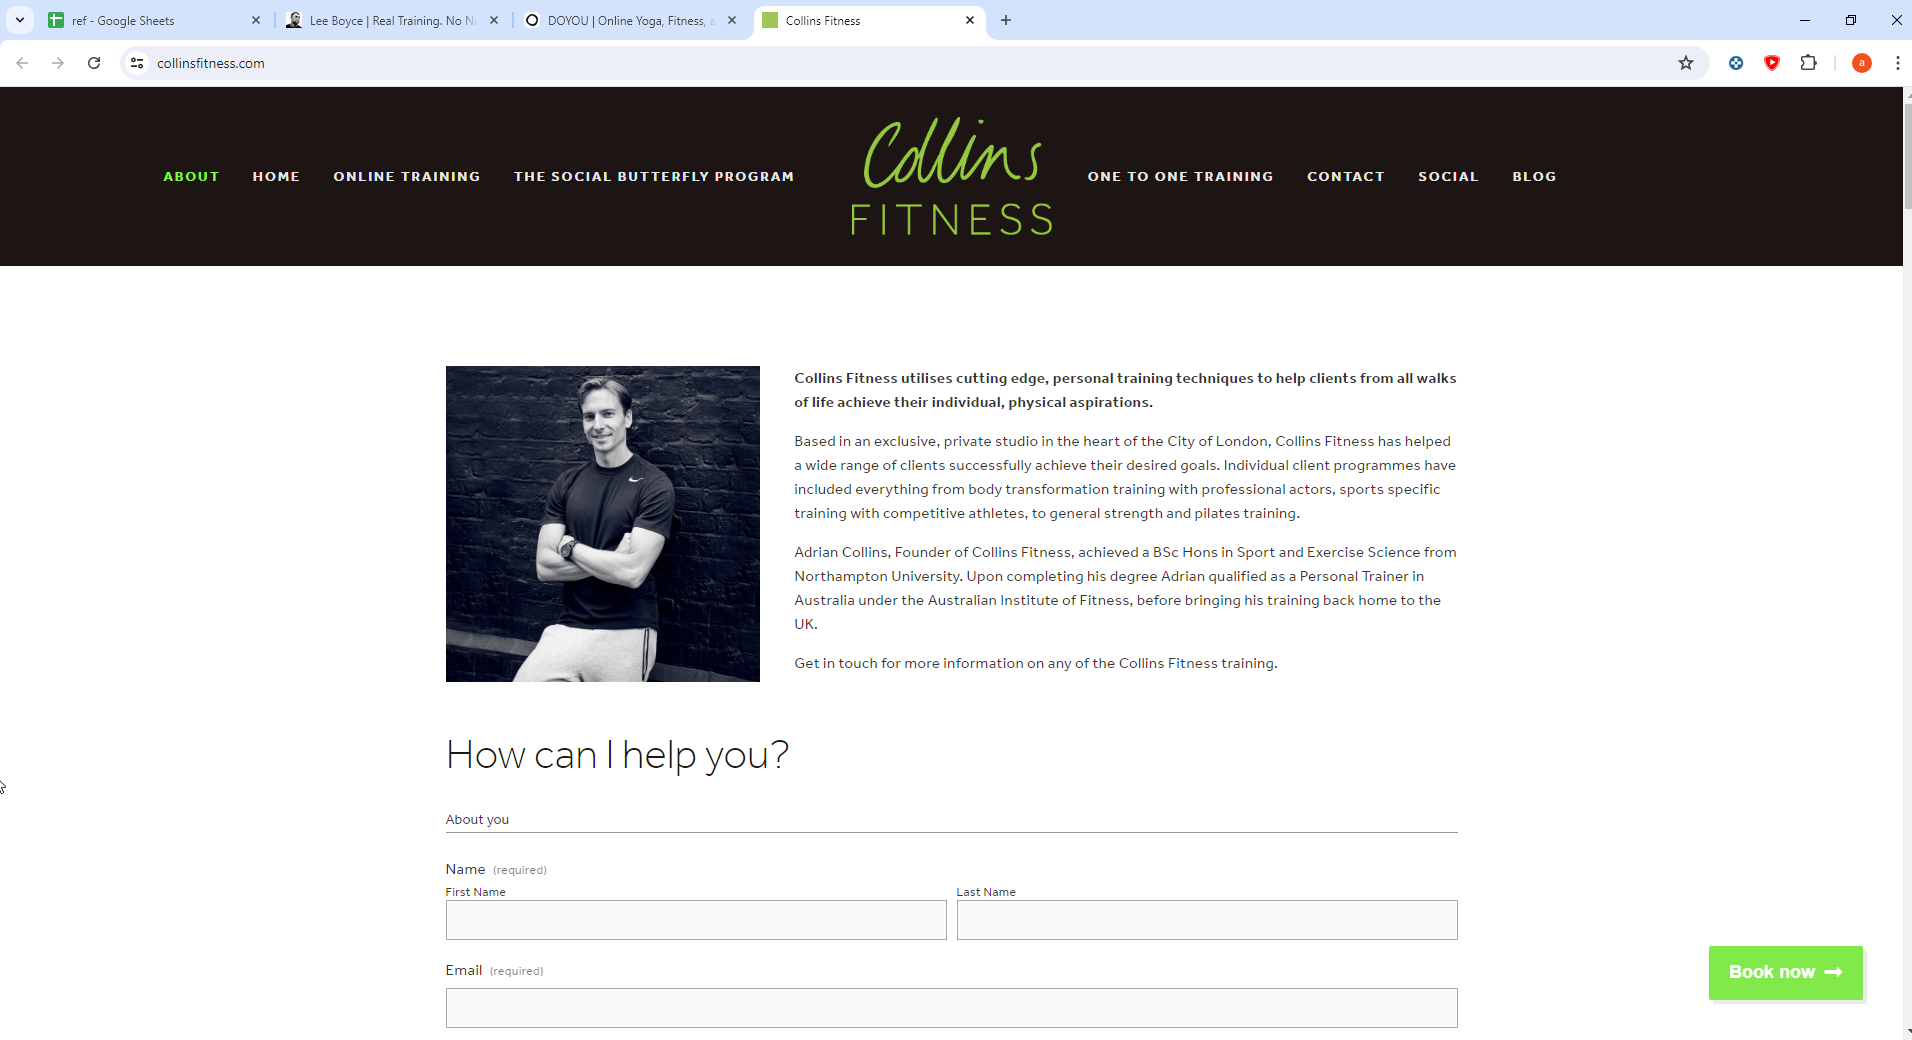 ref - Google Sheets
Lee Boyce | Real Training. No N
DOYOU | Online Yoga, Fitness,
Collins Fitness
collinsfitness.com
a
ABOUT
HOME
ONLINE TRAINING
THE SOCIAL BUTTERFLY PROGRAM
Collins
FITNESS
ONE TO ONE TRAINING
CONTACT
SOCIAL
BLOG
Collins Fitness utilises cutting edge, personal training techniques to help clients from all walks
of life achieve their individual, physical aspirations.
Based in an exclusive, private studio in the heart of the City of London, Collins Fitness has helped
a wide range of clients successfully achieve their desired goals. Individual client programmes have
included everything from body transformation training with professional actors, sports specific
training with competitive athletes, to general strength and pilates training.
Adrian Collins, Founder of Collins Fitness, achieved a BSc Hons in Sport and Exercise Science from
Northampton University. Upon completing his degree Adrian qualified as a Personal Trainer in
Australia under the Australian Institute of Fitness, before bringing his training back home to the
UK.
Get in touch for more information on any of the Collins Fitness training.
How can I help you?
About you
Name (required)
First Name
Last Name
Email (required)
Book now →